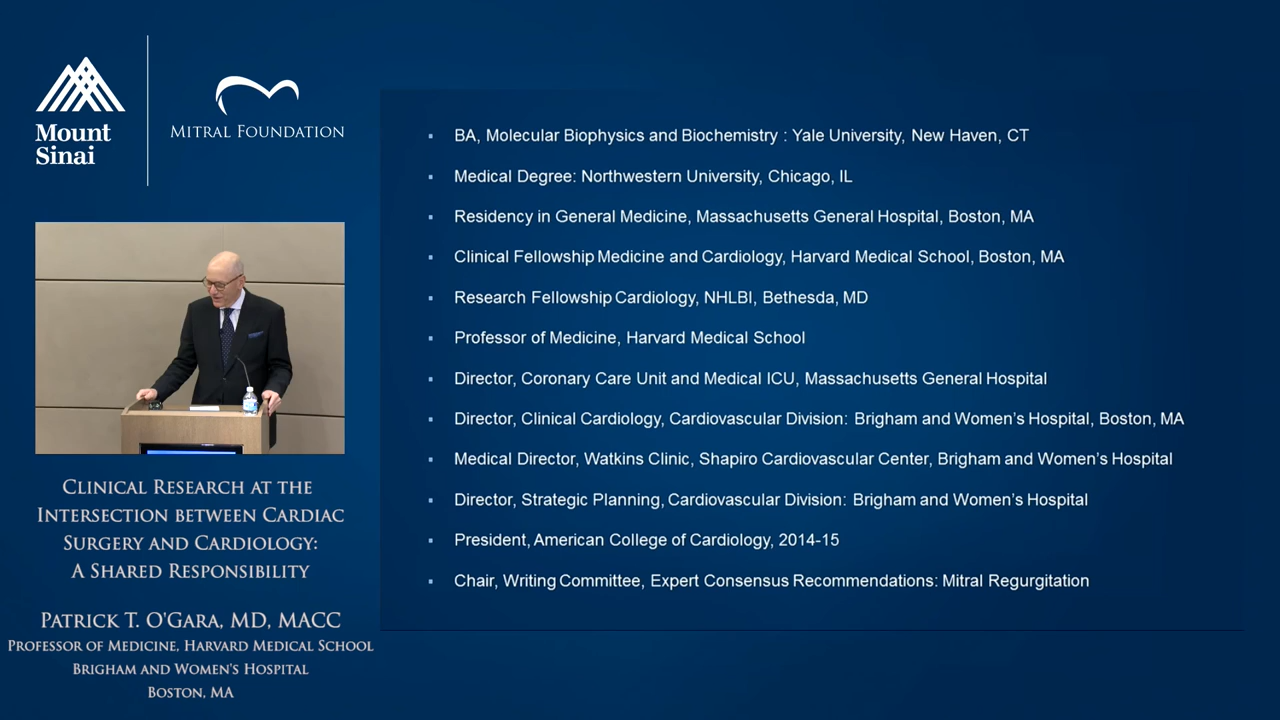 Mount
Sinai
MITRAL FOUNDATION
CLINICAL RESEARCH AT THE
INTERSECTION BETWEEN CARDIAC
SURGERY AND CARDIOLOGY:
A SHARED RESPONSIBILITY
PATRICK T. O'GARA, MD, MACC
PROFESSOR OF MEDICINE, HARVARD MEDICAL SCHOOL
BRIGHAM AND WOMEN'S HOSPITAL
BOSTON, MA
▪ BA, Molecular Biophysics and Biochemistry : Yale University, New Haven, CT
▪ Medical Degree: Northwestern University, Chicago, IL
▪ Residency in General Medicine, Massachusetts General Hospital, Boston, MA
▪ Clinical Fellowship Medicine and Cardiology, Harvard Medical School, Boston, MA
▪ Research Fellowship Cardiology, NHLBI, Bethesda, MD
▪ Professor of Medicine, Harvard Medical School
▪ Director, Coronary Care Unit and Medical ICU, Massachusetts General Hospital
▪ Director, Clinical Cardiology, Cardiovascular Division: Brigham and Women’s Hospital, Boston, MA
▪ Medical Director, Watkins Clinic, Shapiro Cardiovascular Center, Brigham and Women’s Hospital
▪ Director, Strategic Planning, Cardiovascular Division: Brigham and Women’s Hospital
▪ President, American College of Cardiology, 2014-15
▪ Chair, Writing Committee, Expert Consensus Recommendations: Mitral Regurgitation